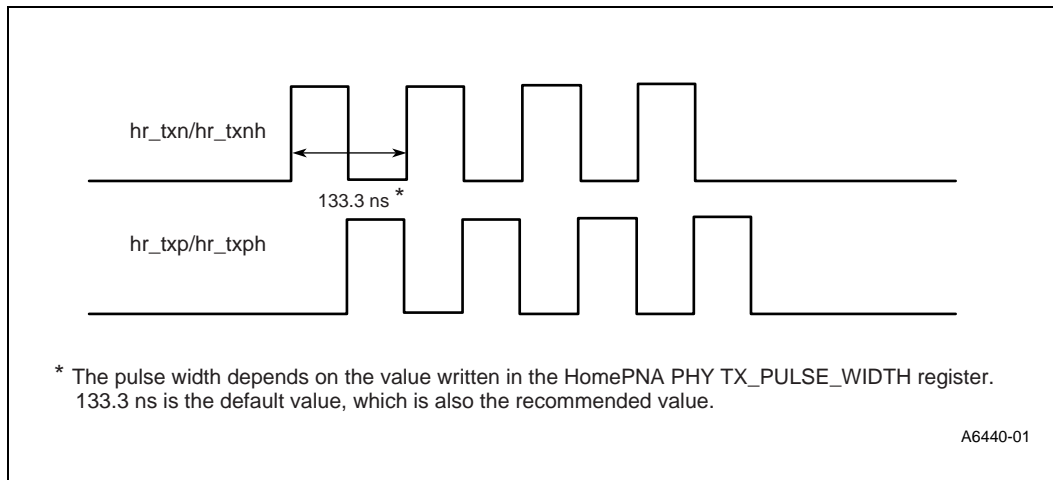 hr_txn/hr_txnh
133.3 ns *
hr_txp/hr_txph
* The pulse width depends on the value written in the HomePNA PHY TX_PULSE_WIDTH register.
133.3 ns is the default value, which is also the recommended value.
A6440-01